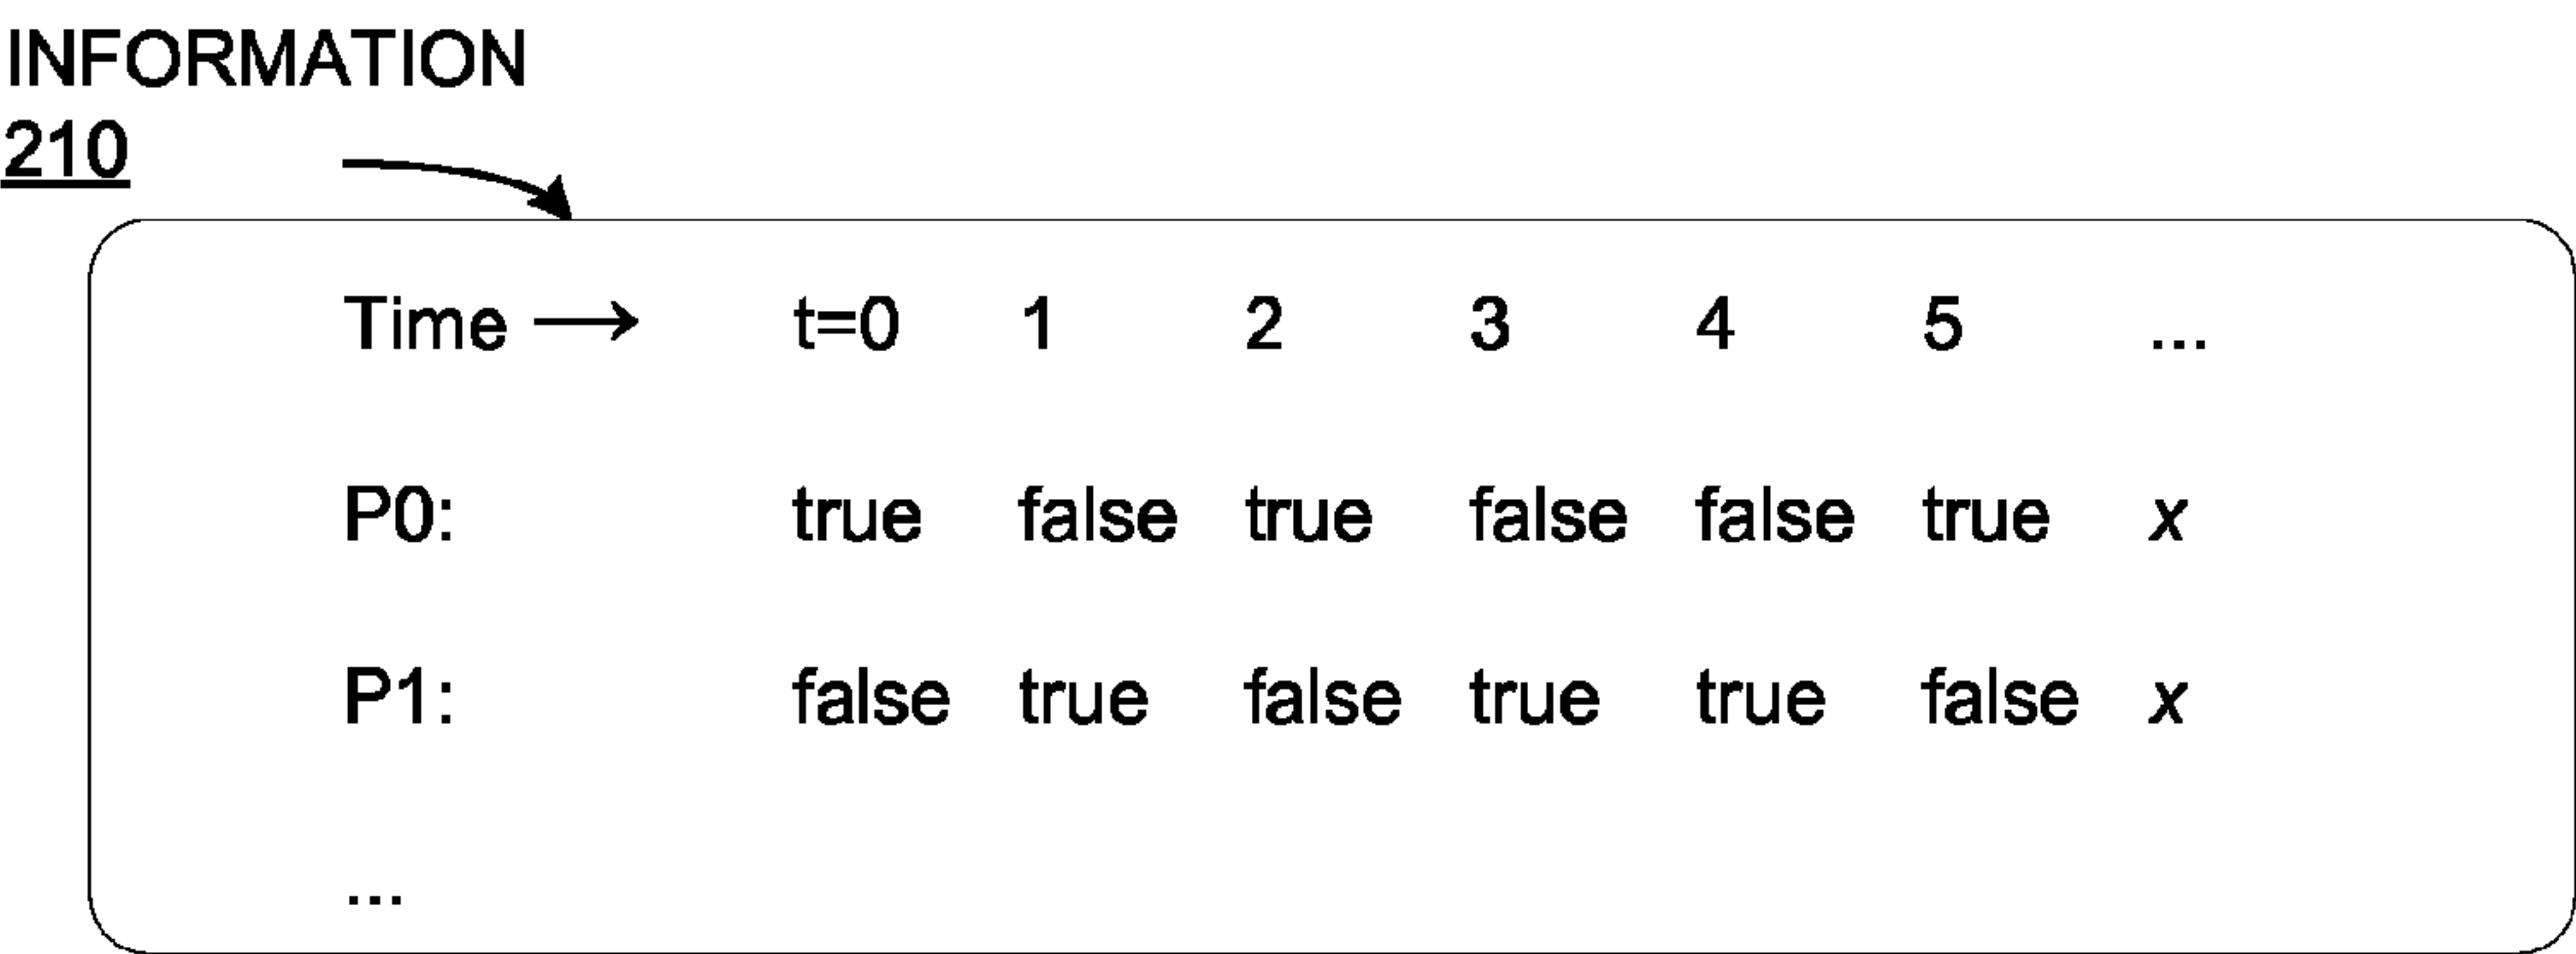 INFORMATION
210
Time → t=0 1 2 3 4 5 ...
P0: true false true false false true x
P1: false true false true true false x
...